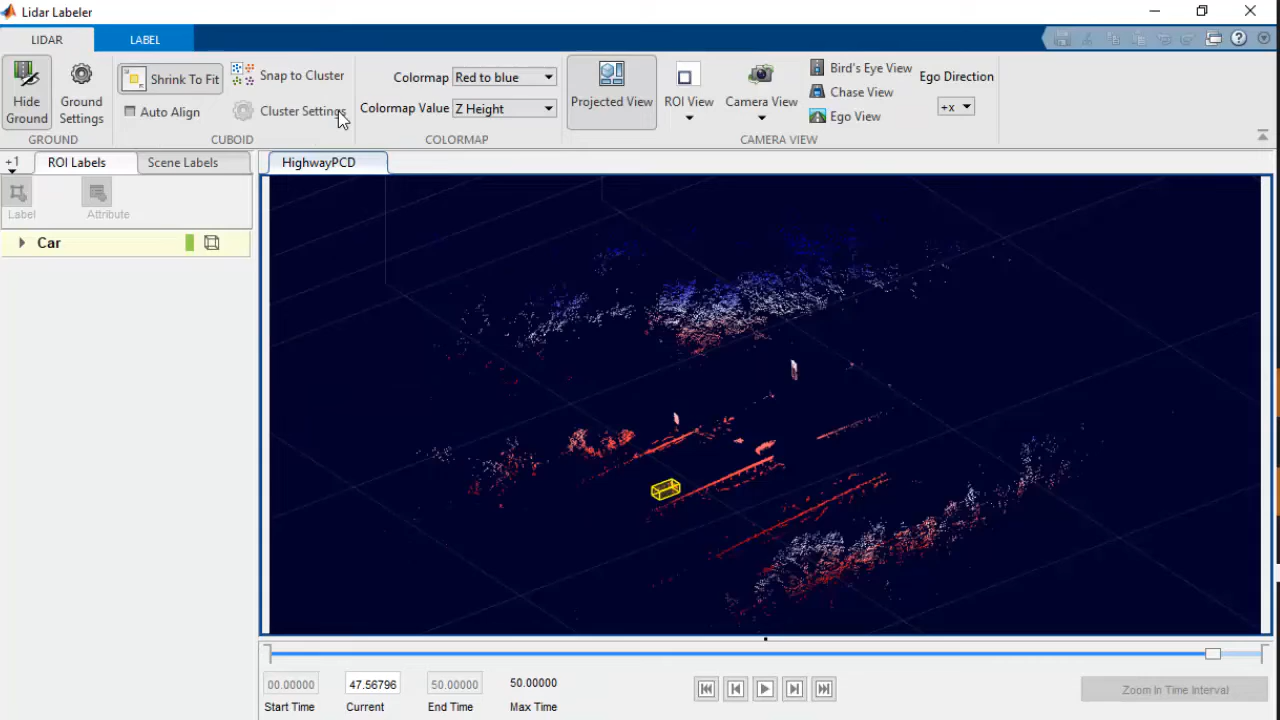 Lidar Labeler
LIDAR
LABEL
Hide Ground
Ground Settings
GROUND
Shrink To Fit
Auto Align
Snap to Cluster
Cluster Settings
CUBOID
Colormap Red to blue
Colormap Value Z Height
COLORMAP
Projected View
ROI View
Camera View
Bird's Eye View
Chase View
Ego View
Ego Direction
+x
CAMERA VIEW
+1
ROI Labels
Scene Labels
HighwayPCD
Label
Attribute
Car
00.00000
47.56796
50.00000
50.00000
Start Time
Current
End Time
Max Time
Zoom In Time Interval